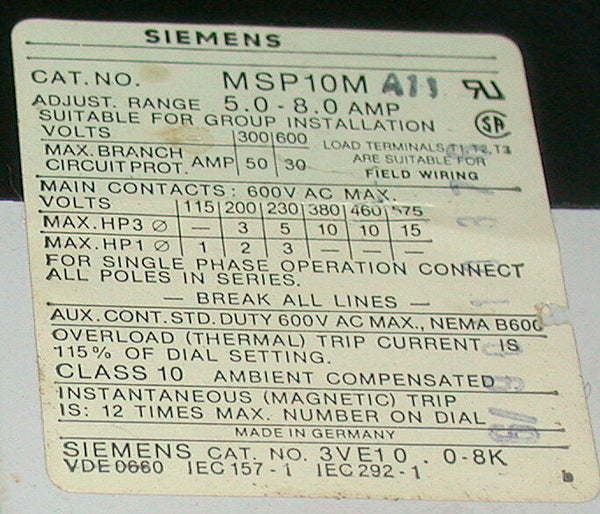 SIEMENS
CAT. NO. MSP10M A11
ADJUST. RANGE 5.0 - 8.0 AMP
SUITABLE FOR GROUP INSTALLATION
VOLTS 300 600 LOAD TERMINALS, T1, T2, T3
MAX. BRANCH CIRCUIT PROT. AMP 50 30 ARE SUITABLE FOR FIELD WIRING
MAIN CONTACTS: 600V AC MAX.
VOLTS 115 200 230 380 460 575
MAX. HP3 Ø — 3 5 10 10 15
MAX. HP1 Ø 1 2 3 — — —
FOR SINGLE PHASE OPERATION CONNECT
ALL POLES IN SERIES.
— BREAK ALL LINES —
AUX. CONT. STD. DUTY 600V AC MAX., NEMA B600
OVERLOAD (THERMAL) TRIP CURRENT IS
115% OF DIAL SETTING.
CLASS 10 AMBIENT COMPENSATED
INSTANTANEOUS (MAGNETIC) TRIP
IS: 12 TIMES MAX. NUMBER ON DIAL
MADE IN GERMANY
SIEMENS CAT. NO. 3VE10 . 0-8K
VDE 0660 IEC 157-1 IEC 292-1
b